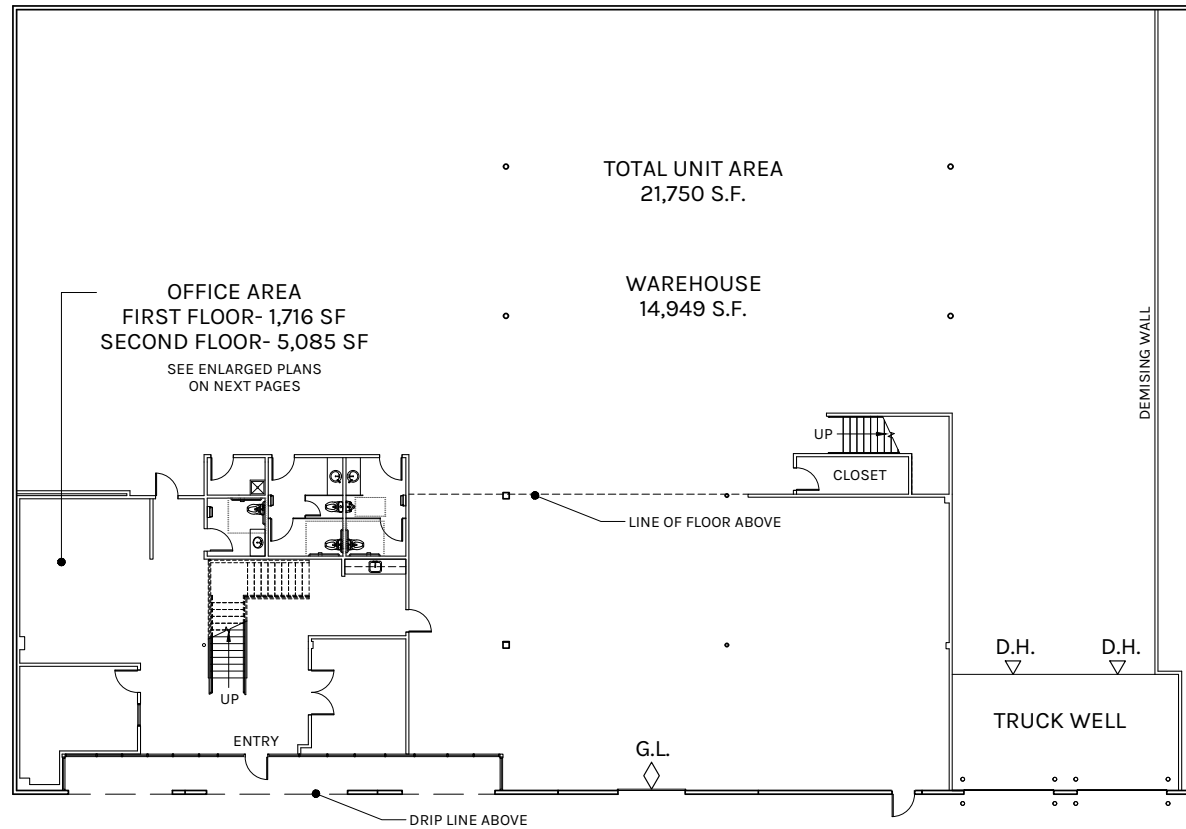 TOTAL UNIT AREA
21,750 S.F.
WAREHOUSE
14,949 S.F.
OFFICE AREA
FIRST FLOOR- 1,716 SF
SECOND FLOOR- 5,085 SF
SEE ENLARGED PLANS
ON NEXT PAGES
DEMISING WALL
UP
CLOSET
LINE OF FLOOR ABOVE
UP
ENTRY
D.H.
D.H.
TRUCK WELL
G.L.
DRIP LINE ABOVE